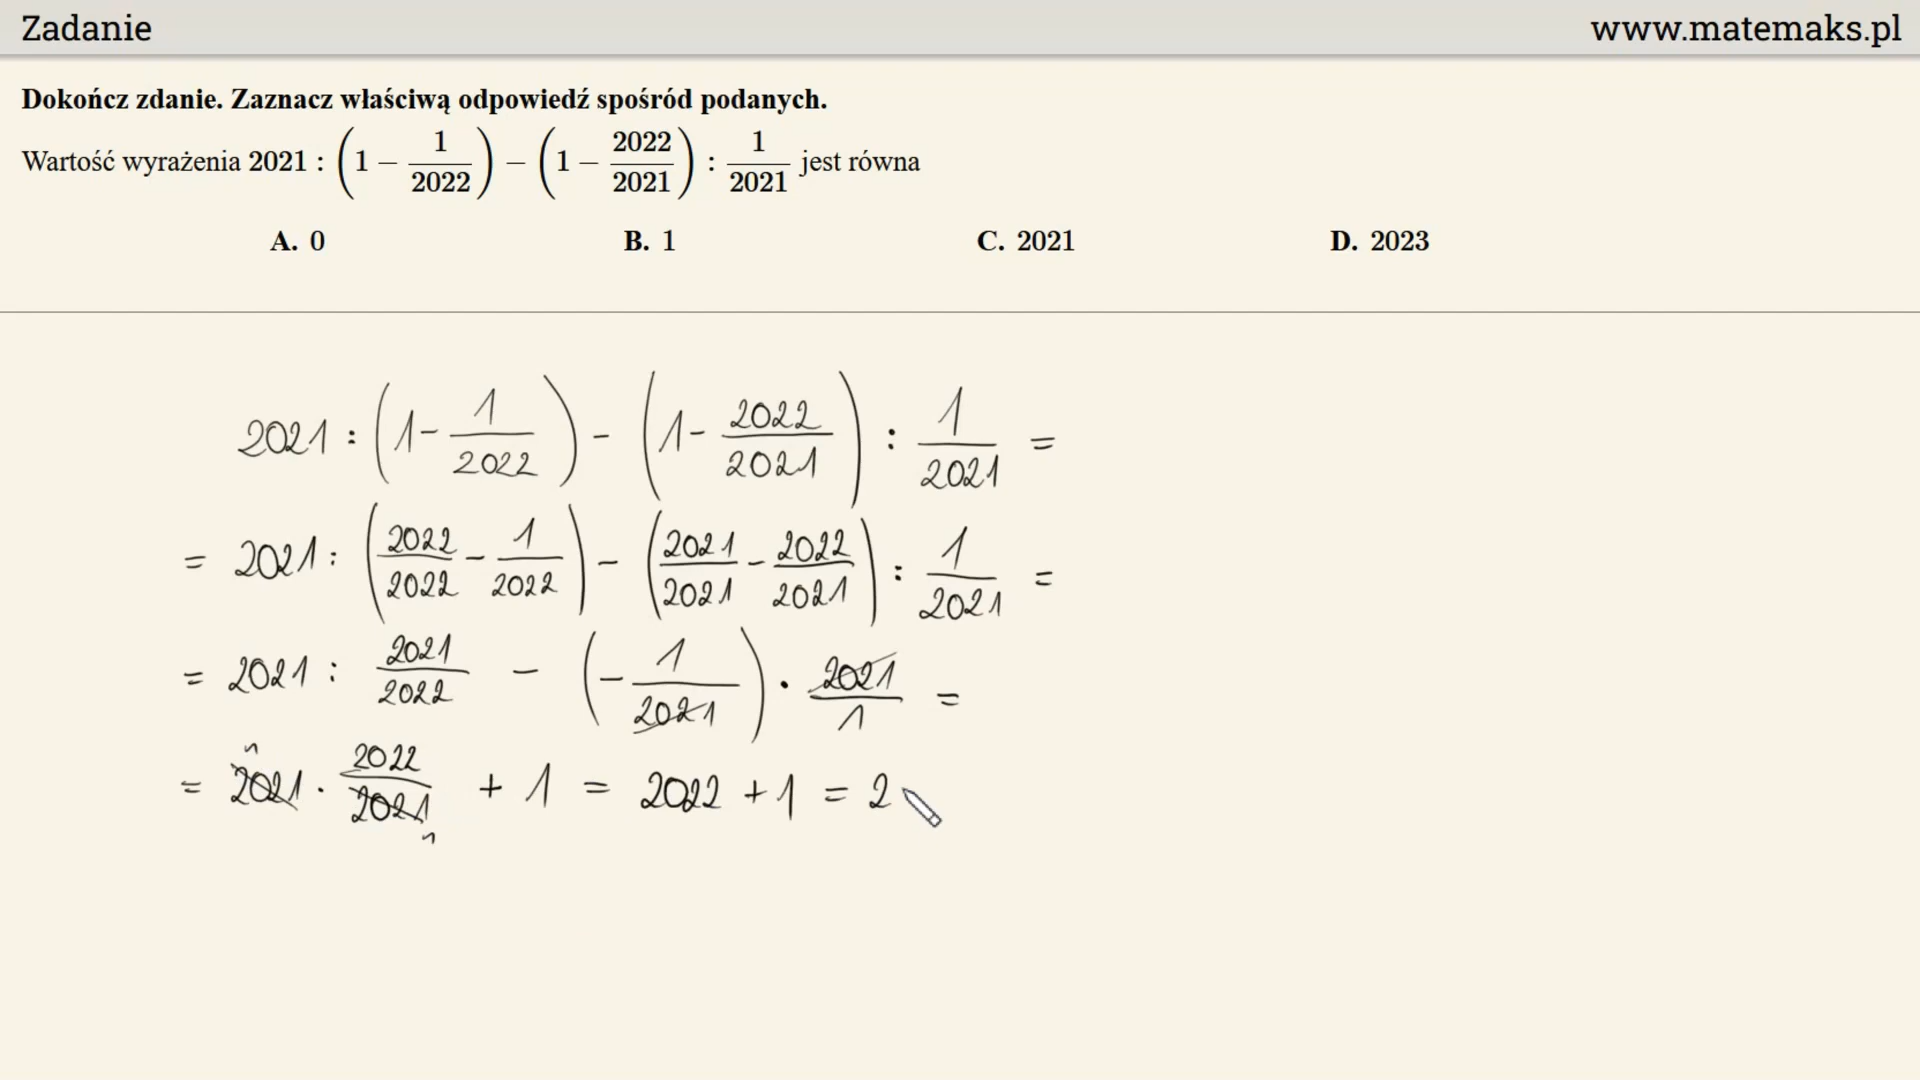 Zadanie www.matemaks.pl
Dokończ zdanie. Zaznacz właściwą odpowiedź spośród podanych.
Wartość wyrażenia 2021 : (1 − 1/2022) − (1 − 2022/2021) : 1/2021 jest równa
A. 0 B. 1 C. 2021 D. 2023
2021 : (1 - 1/2022) - (1 - 2022/2021) : 1/2021 =
= 2021 : (2022/2022 - 1/2022) - (2021/2021 - 2022/2021) : 1/2021 =
= 2021 : 2021/2022 - (- 1/2021) · 2021/1 =
= 2021 1 · 2022/2021 1 + 1 = 2022 + 1 = 2